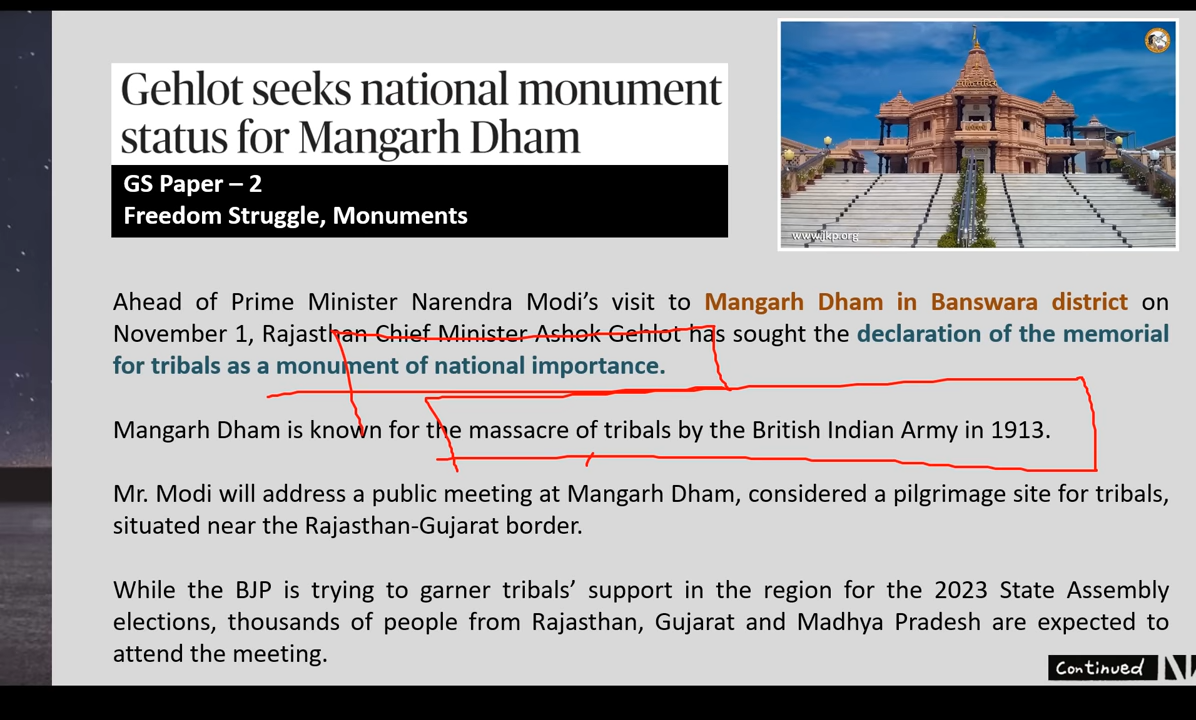 Gehlot seeks national monument
status for Mangarh Dham
GS Paper – 2
Freedom Struggle, Monuments
www.jkp.org
Ahead of Prime Minister Narendra Modi’s visit to Mangarh Dham in Banswara district on
November 1, Rajasthan Chief Minister Ashok Gehlot has sought the declaration of the memorial
for tribals as a monument of national importance.
Mangarh Dham is known for the massacre of tribals by the British Indian Army in 1913.
Mr. Modi will address a public meeting at Mangarh Dham, considered a pilgrimage site for tribals,
situated near the Rajasthan-Gujarat border.
While the BJP is trying to garner tribals’ support in the region for the 2023 State Assembly
elections, thousands of people from Rajasthan, Gujarat and Madhya Pradesh are expected to
attend the meeting.
Continued